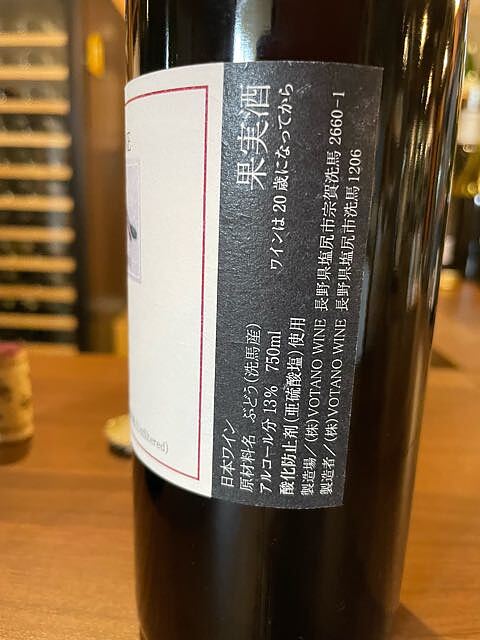 E
filtered)
果実酒
ワインは 20 歳になってから
日本ワイン
原材料名 ぶどう(洗馬産)
アルコール分 13% 750ml
酸化防止剤(亜硫酸塩)使用
製造場／(株)VOTANO WINE 長野県塩尻市宗賀洗馬 2660-1
製造者／(株)VOTANO WINE 長野県塩尻市洗馬 1206